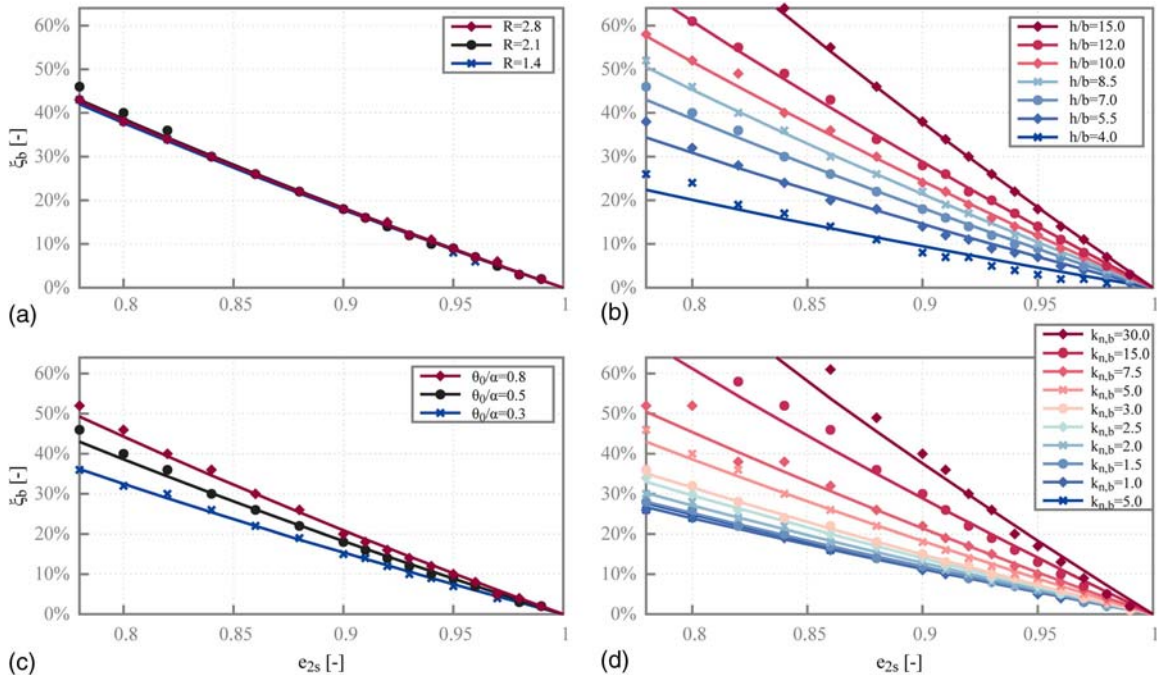 60%
50%
40%
30%
20%
10%
0%
ξb [-]
R=2.8
R=2.1
R=1.4
0.8
0.85
0.9
0.95
1
(a)
60%
50%
40%
30%
20%
10%
0%
h/b=15.0
h/b=12.0
h/b=10.0
h/b=8.5
h/b=7.0
h/b=5.5
h/b=4.0
0.8
0.85
0.9
0.95
1
(b)
60%
50%
40%
30%
20%
10%
0%
ξb [-]
θ0/α=0.8
θ0/α=0.5
θ0/α=0.3
0.8
0.85
0.9
0.95
1
(c)
e2s [-]
60%
50%
40%
30%
20%
10%
0%
kn,b=30.0
kn,b=15.0
kn,b=7.5
kn,b=5.0
kn,b=3.0
kn,b=2.5
kn,b=2.0
kn,b=1.5
kn,b=1.0
kn,b=5.0
0.8
0.85
0.9
0.95
1
(d)
e2s [-]